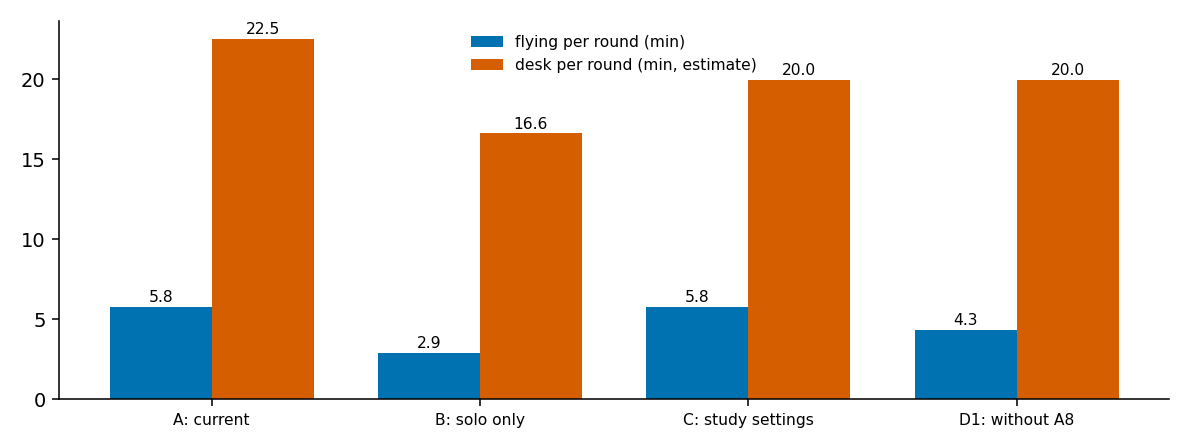 22.5
flying per round (min)
desk per round (min, estimate)
20.0
20.0
20
16.6
15
10
5.8
5.8
4.3
5
2.9
0
A: current
B: solo only
C: study settings
D1: without A8